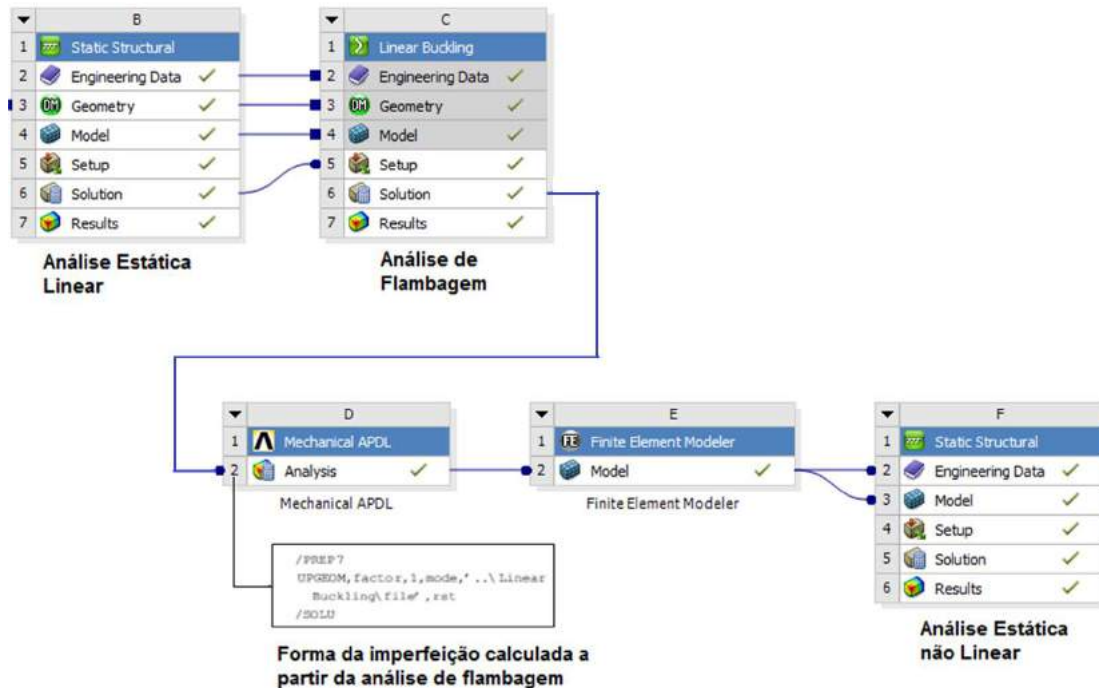 B
1 Static Structural
2 Engineering Data
3 Geometry
4 Model
5 Setup
6 Solution
7 Results
Análise Estática
Linear
C
1 Linear Buckling
2 Engineering Data
3 Geometry
4 Model
5 Setup
6 Solution
7 Results
Análise de
Flambagem
D
1 Mechanical APDL
2 Analysis
Mechanical APDL
/PREP7
UPGEOM,factor,1,mode,'..\Linear
Buckling\file',rst
/SOLU
Forma da imperfeição calculada a
partir da análise de flambagem
E
1 Finite Element Modeler
2 Model
Finite Element Modeler
F
1 Static Structural
2 Engineering Data
3 Model
4 Setup
5 Solution
6 Results
Análise Estática
não Linear